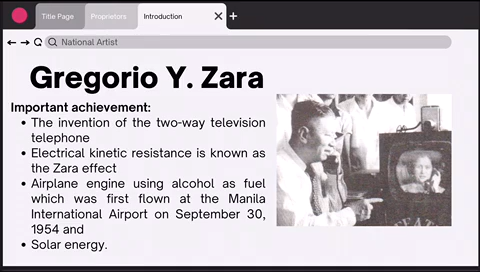 Title Page
Proprietors
Introduction
National Artist
Gregorio Y. Zara
Important achievement:
• The invention of the two-way television
telephone
• Electrical kinetic resistance is known as
the Zara effect
• Airplane engine using alcohol as fuel
which was first flown at the Manila
International Airport on September 30,
1954 and
• Solar energy.